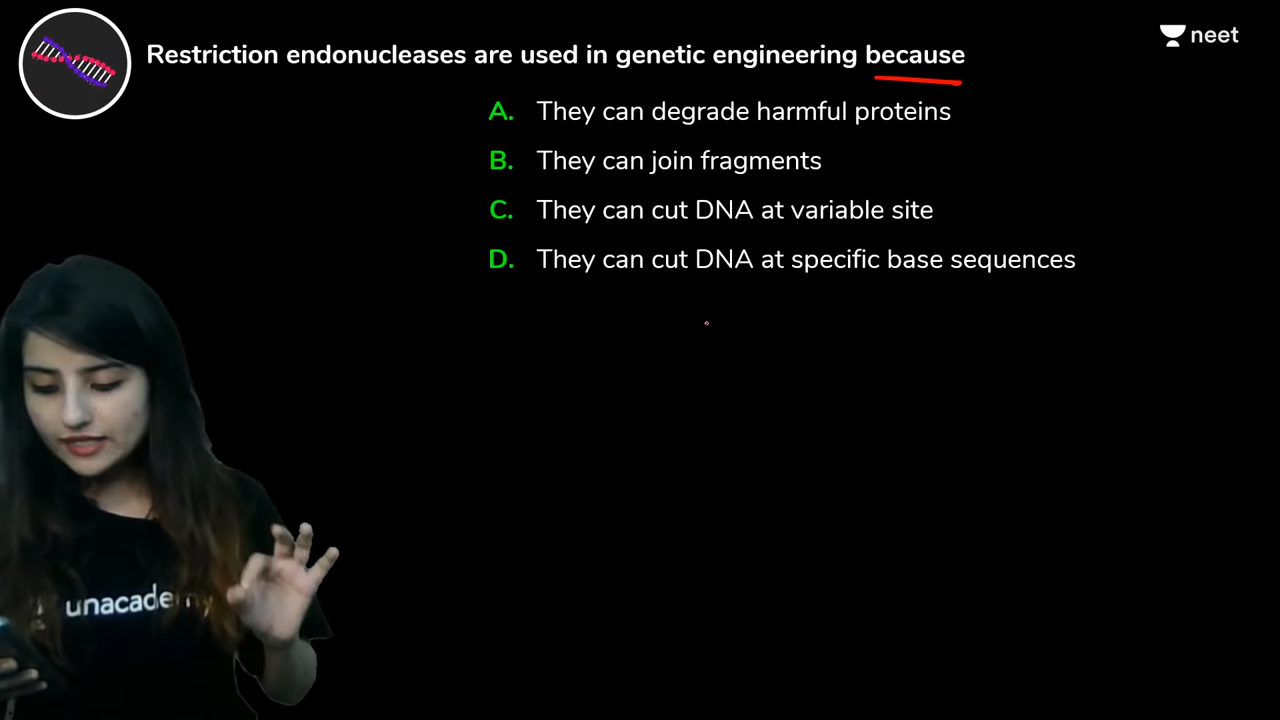 Restriction endonucleases are used in genetic engineering because
neet
A. They can degrade harmful proteins
B. They can join fragments
C. They can cut DNA at variable site
D. They can cut DNA at specific base sequences
unacademy